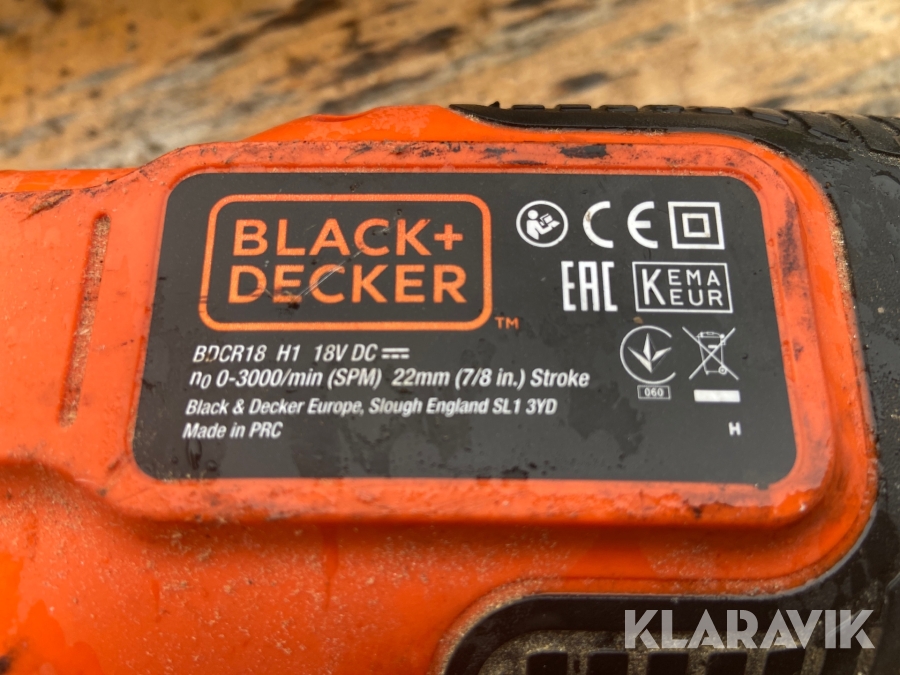 BLACK+
DECKER
TM
CE
EAC
KEMA
KEUR
BDCR18 H1 18V DC
n0 0-3000/min (SPM) 22mm (7/8 in.) Stroke
Black & Decker Europe, Slough England SL1 3YD
Made in PRC
060
H
KLARAVIK